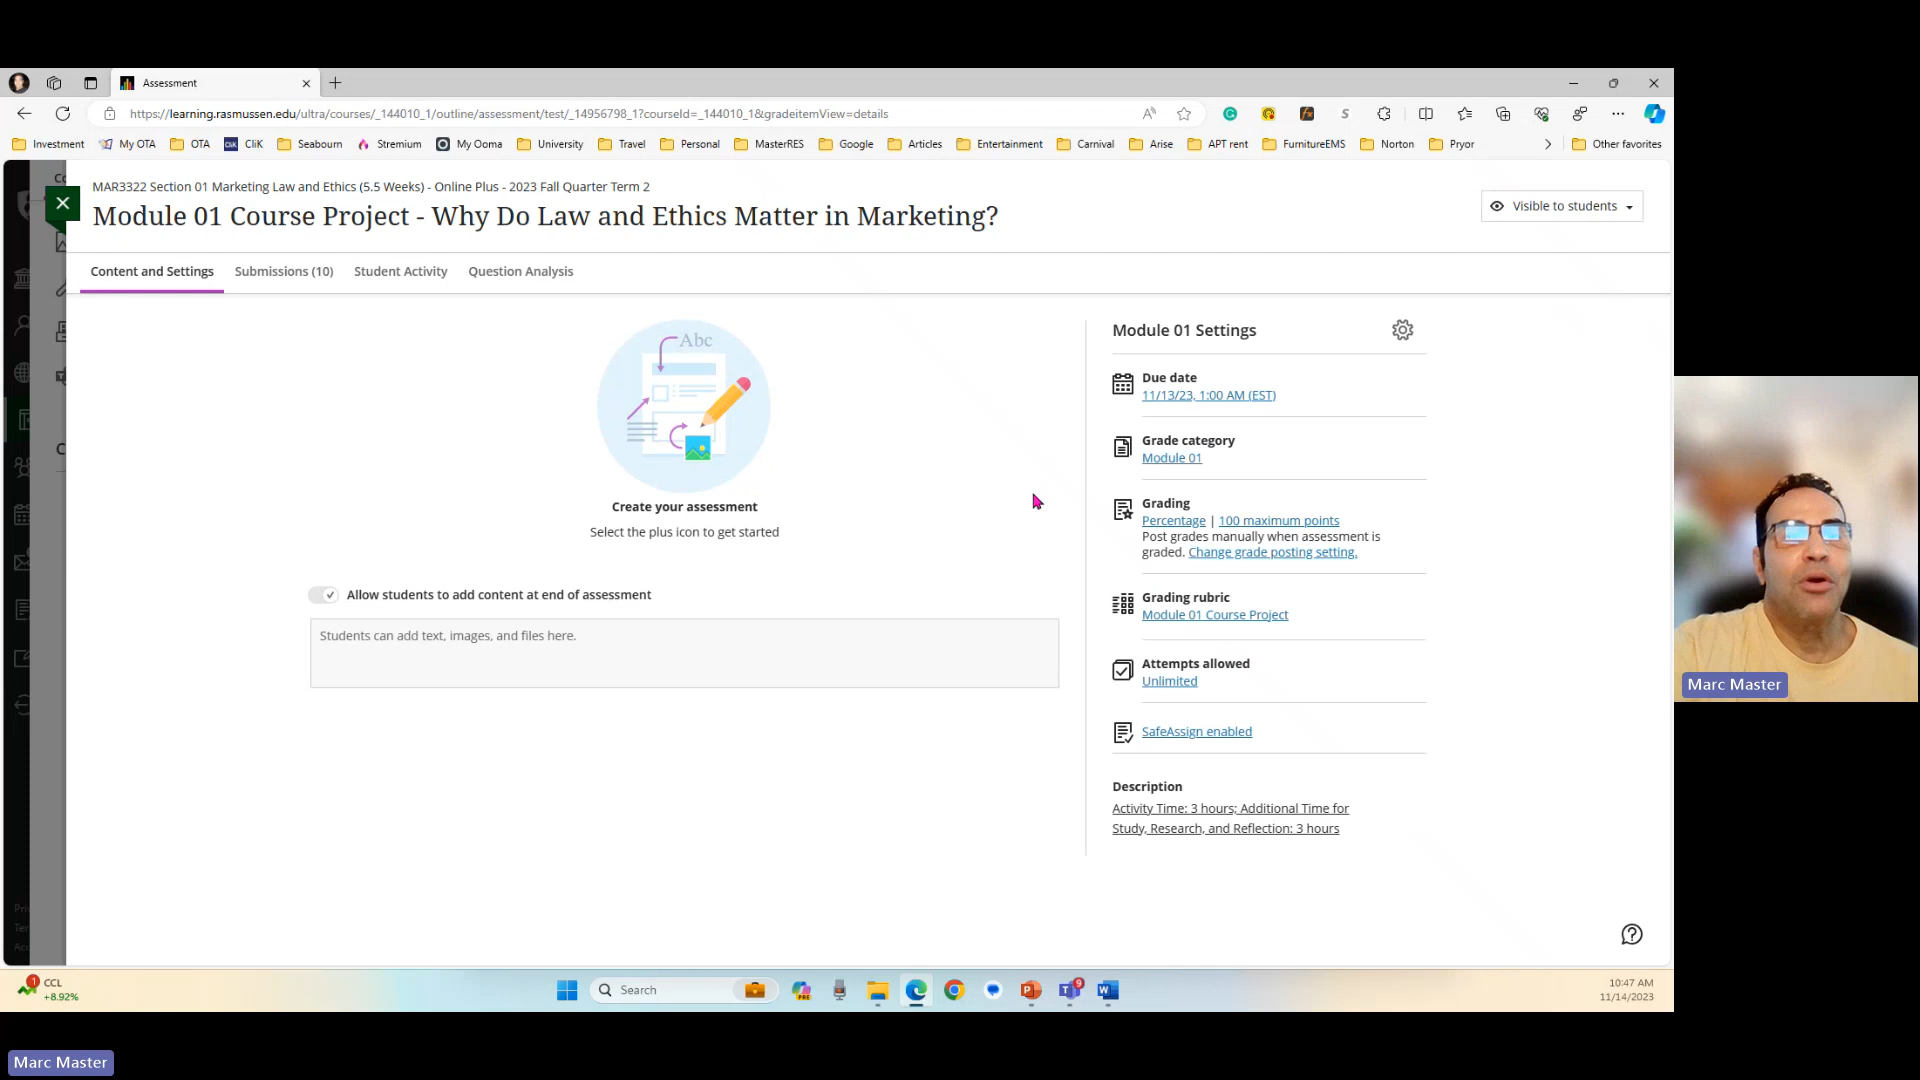 Assessment
https://learning.rasmussen.edu/ultra/courses/_144010_1/outline/assessment/test/_14956798_1?courseId=_144010_1&gradeitemView=details
Investment My OTA OTA CliK Seabourn Stremium My Ooma University Travel Personal MasterRES Google Articles Entertainment Carnival Arise APT rent FurnitureEMS Norton Pryor Other favorites
MAR3322 Section 01 Marketing Law and Ethics (5.5 Weeks) - Online Plus - 2023 Fall Quarter Term 2
Module 01 Course Project - Why Do Law and Ethics Matter in Marketing?
Visible to students
Content and Settings Submissions (10) Student Activity Question Analysis
Abc
Create your assessment
Select the plus icon to get started
Allow students to add content at end of assessment
Students can add text, images, and files here.
Module 01 Settings
Due date
11/13/23, 1:00 AM (EST)
Grade category
Module 01
Grading
Percentage | 100 maximum points
Post grades manually when assessment is
graded. Change grade posting setting.
Grading rubric
Module 01 Course Project
Attempts allowed
Unlimited
SafeAssign enabled
Description
Activity Time: 3 hours; Additional Time for
Study, Research, and Reflection: 3 hours
Marc Master
1
CCL
+8.92%
Search
PRE
9
10:47 AM
11/14/2023
Marc Master